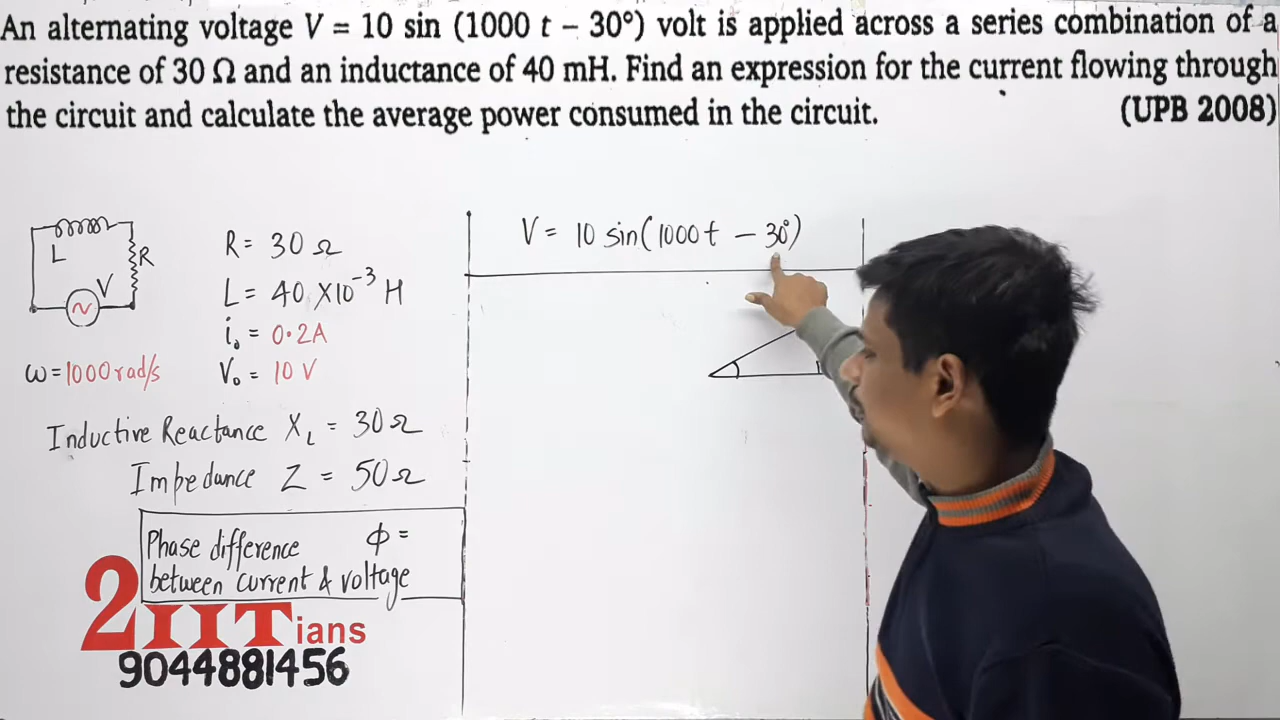 An alternating voltage V = 10 sin (1000 t – 30°) volt is applied across a series combination of a
resistance of 30 Ω and an inductance of 40 mH. Find an expression for the current flowing through
the circuit and calculate the average power consumed in the circuit. (UPB 2008)
L
R
V
ω = 1000 rad/s
R = 30 Ω
L = 40 × 10⁻³ H
i₀ = 0.2A
V₀ = 10 V
Inductive Reactance X_L = 30 Ω
Impedance Z = 50 Ω
Phase difference ϕ =
between current & voltage
2IITians
9044881456
V = 10 sin(1000t – 30°)